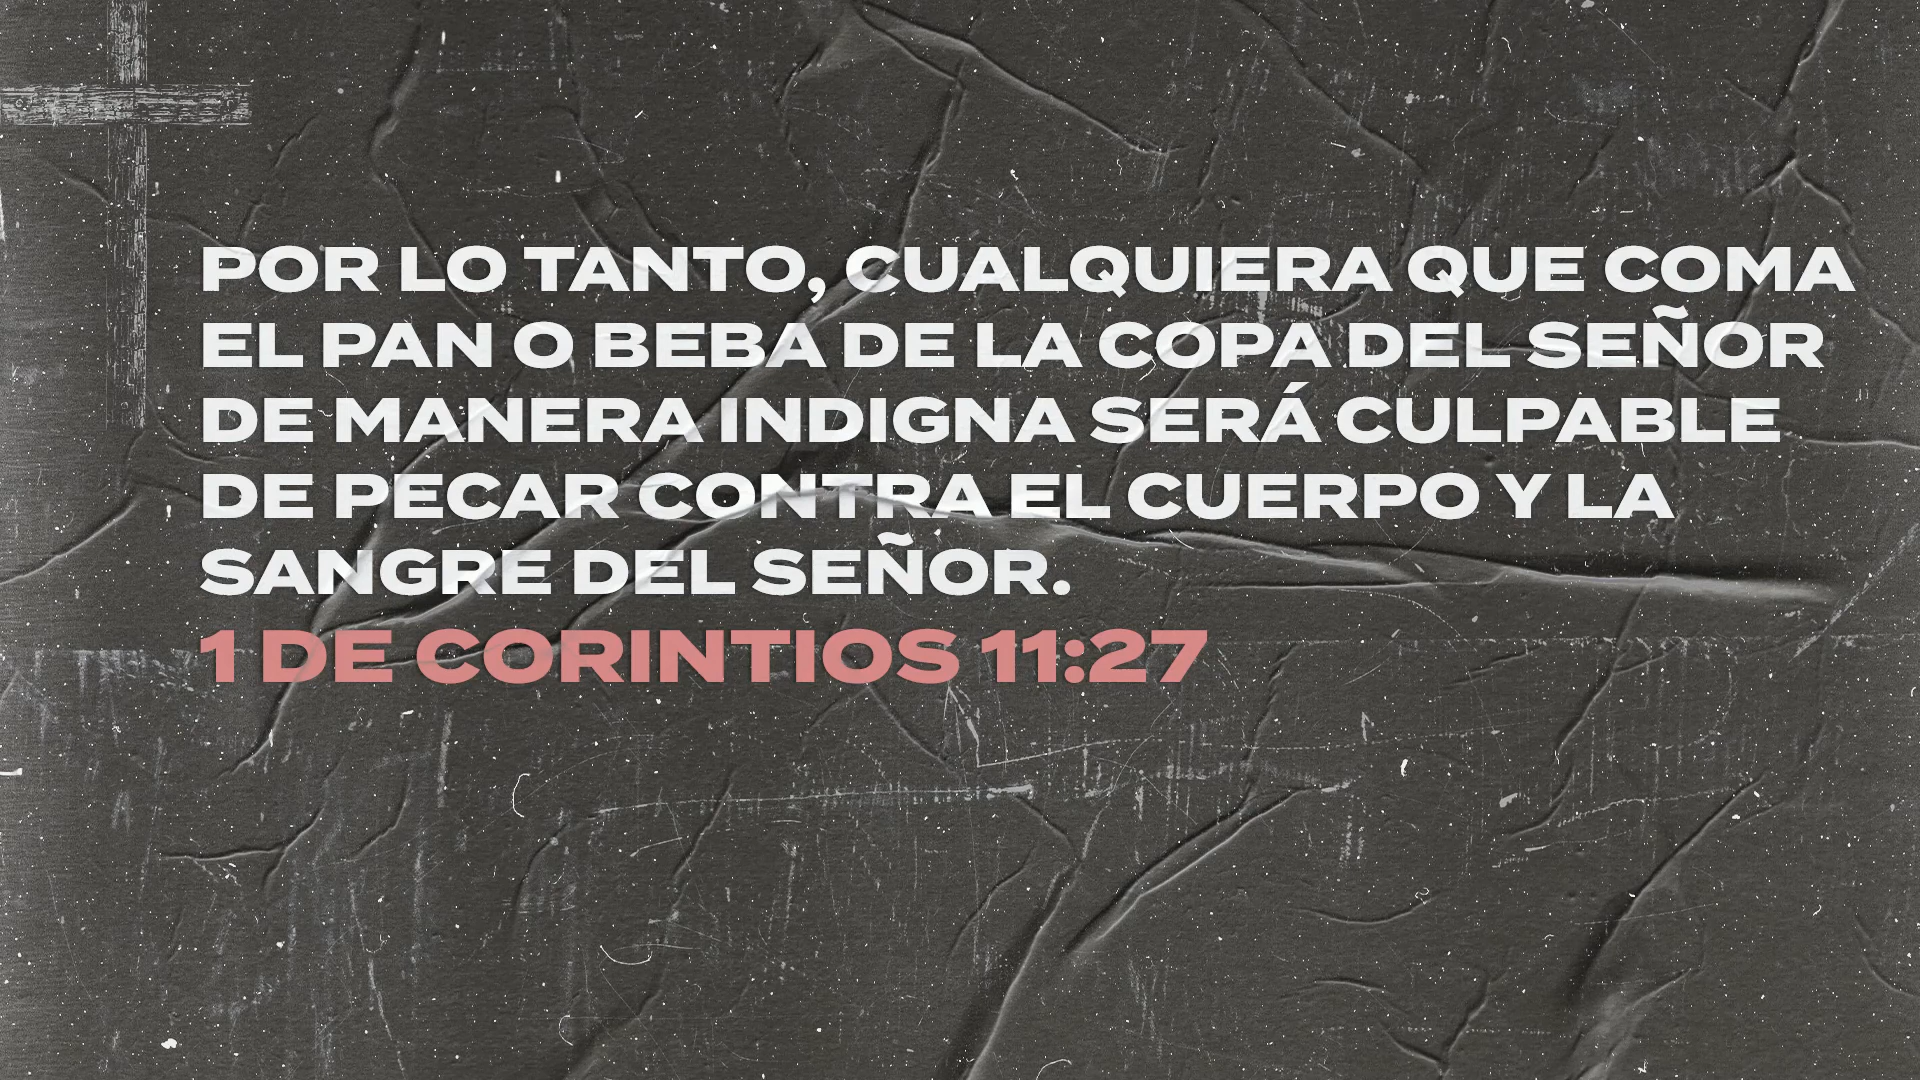 POR LO TANTO, CUALQUIERA QUE COMA
EL PAN O BEBA DE LA COPA DEL SEÑOR
DE MANERA INDIGNA SERÁ CULPABLE
DE PECAR CONTRA EL CUERPO Y LA
SANGRE DEL SEÑOR.
1 DE CORINTIOS 11:27